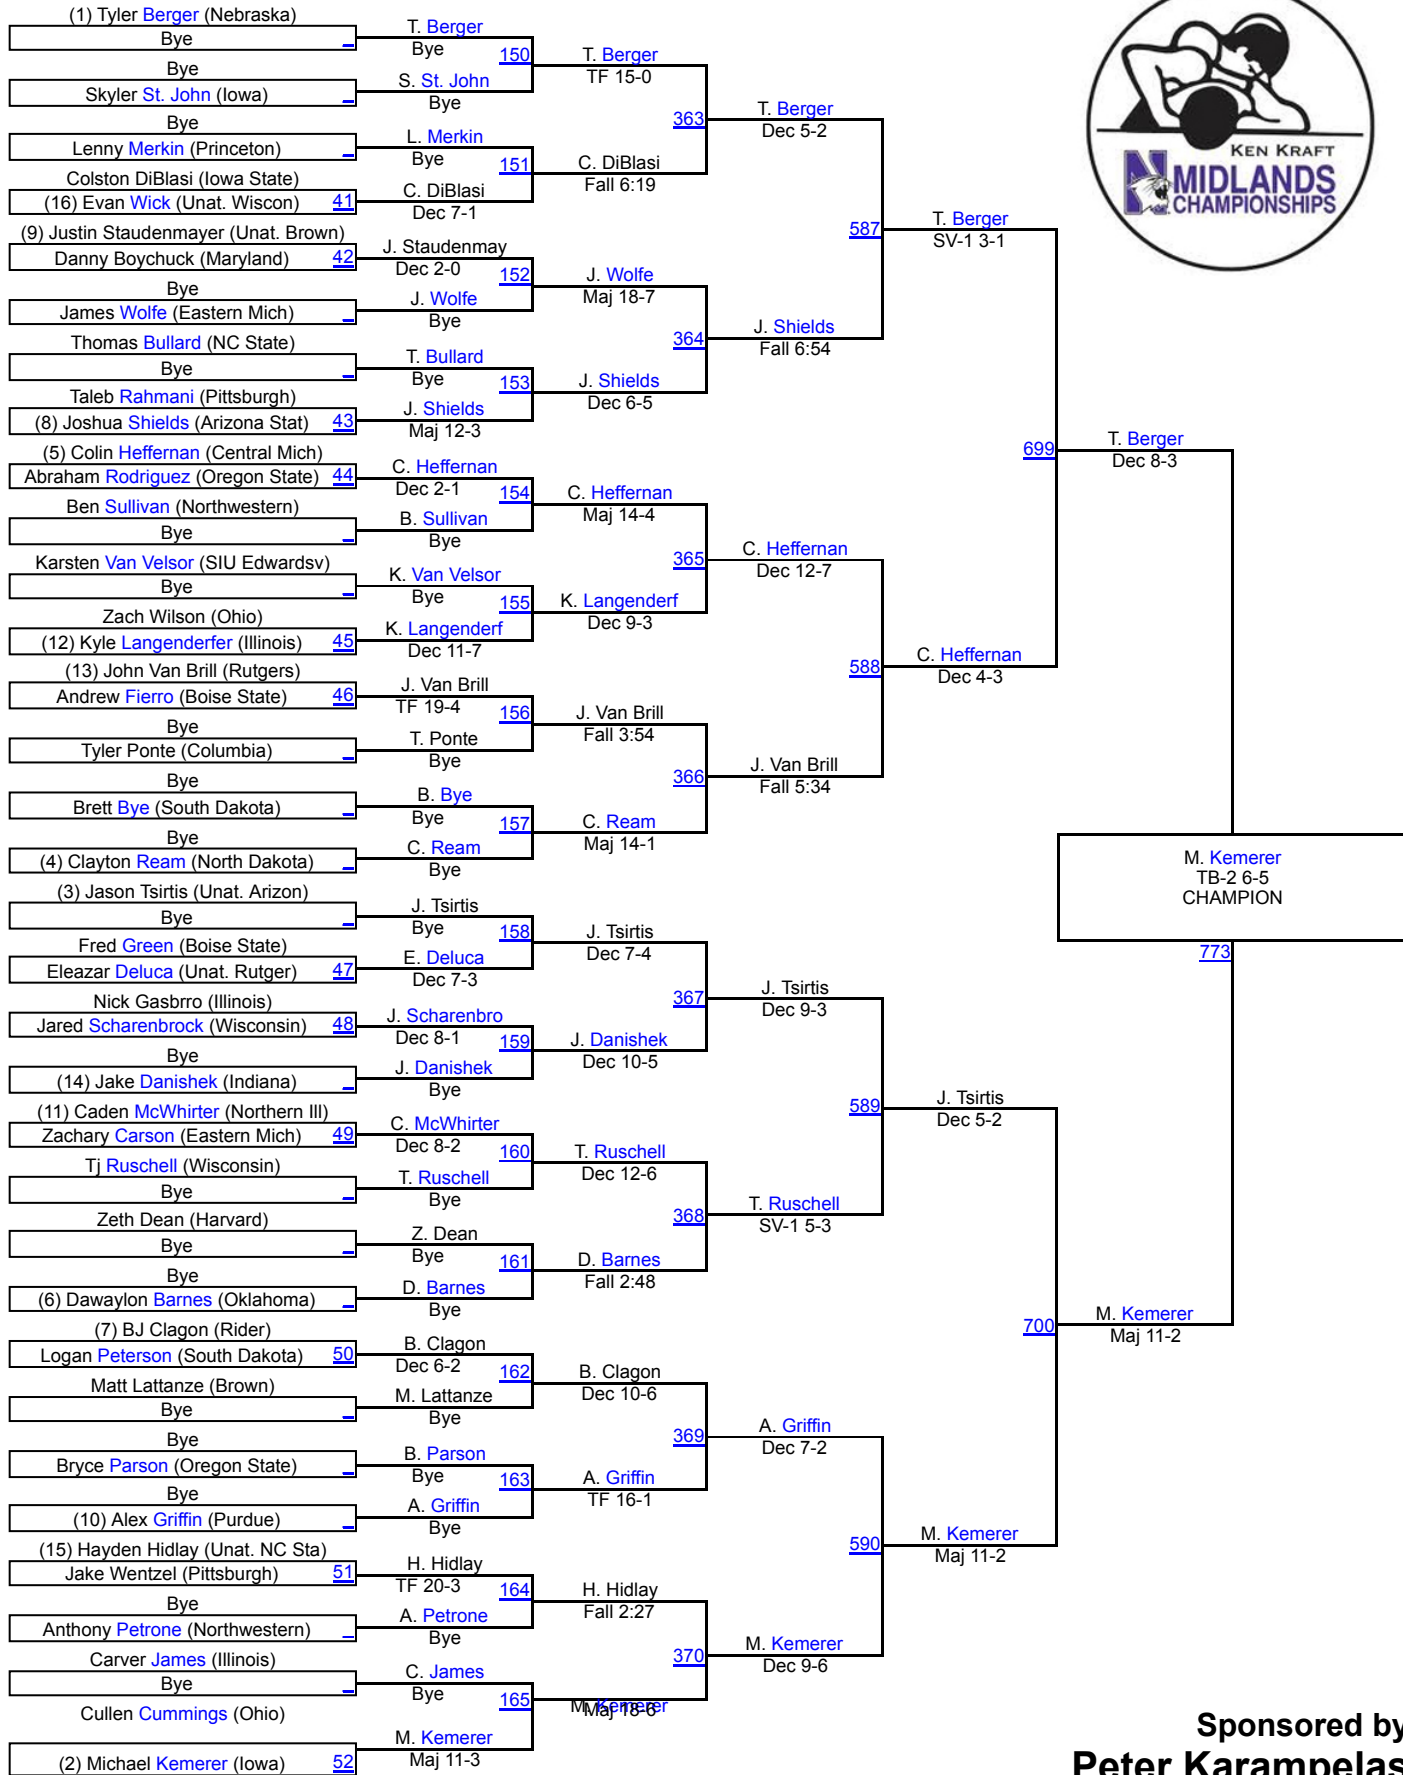 (1) Tyler Berger (Nebraska)
Bye
Bye
Skyler St. John (Iowa)
Bye
Lenny Merkin (Princeton)
Colston DiBlasi (Iowa State)
(16) Evan Wick (Unat. Wiscon) 41
(9) Justin Staudenmayer (Unat. Brown)
Danny Boychuck (Maryland) 42
Bye
James Wolfe (Eastern Mich)
Thomas Bullard (NC State)
Bye
Taleb Rahmani (Pittsburgh)
(8) Joshua Shields (Arizona Stat) 43
(5) Colin Heffernan (Central Mich)
Abraham Rodriguez (Oregon State) 44
Ben Sullivan (Northwestern)
Bye
Karsten Van Velsor (SIU Edwardsv)
Bye
Zach Wilson (Ohio)
(12) Kyle Langenderfer (Illinois) 45
(13) John Van Brill (Rutgers)
Andrew Fierro (Boise State) 46
Bye
Tyler Ponte (Columbia)
Bye
Brett Bye (South Dakota)
Bye
(4) Clayton Ream (North Dakota)
(3) Jason Tsirtis (Unat. Arizon)
Bye
Fred Green (Boise State)
Eleazar Deluca (Unat. Rutger) 47
Nick Gasbrro (Illinois)
Jared Scharenbrock (Wisconsin) 48
Bye
(14) Jake Danishek (Indiana)
(11) Caden McWhirter (Northern Ill)
Zachary Carson (Eastern Mich) 49
Tj Ruschell (Wisconsin)
Bye
Zeth Dean (Harvard)
Bye
Bye
(6) Dawaylon Barnes (Oklahoma)
(7) BJ Clagon (Rider)
Logan Peterson (South Dakota) 50
Matt Lattanze (Brown)
Bye
Bye
Bryce Parson (Oregon State)
Bye
(10) Alex Griffin (Purdue)
(15) Hayden Hidlay (Unat. NC Sta)
Jake Wentzel (Pittsburgh) 51
Bye
Anthony Petrone (Northwestern)
Carver James (Illinois)
Bye
Cullen Cummings (Ohio)
(2) Michael Kemerer (Iowa) 52
T. Berger
Bye
150
S. St. John
Bye
L. Merkin
Bye
151
C. DiBlasi
Dec 7-1
J. Staudenmay
Dec 2-0
152
J. Wolfe
Bye
T. Bullard
Bye
153
J. Shields
Maj 12-3
C. Heffernan
Dec 2-1
154
B. Sullivan
Bye
K. Van Velsor
Bye
155
K. Langenderf
Dec 11-7
J. Van Brill
TF 19-4
156
T. Ponte
Bye
B. Bye
Bye
157
C. Ream
Bye
J. Tsirtis
Bye
158
E. Deluca
Dec 7-3
J. Scharenbro
Dec 8-1
159
J. Danishek
Bye
C. McWhirter
Dec 8-2
160
T. Ruschell
Bye
Z. Dean
Bye
161
D. Barnes
Bye
B. Clagon
Dec 6-2
162
M. Lattanze
Bye
B. Parson
Bye
163
A. Griffin
Bye
H. Hidlay
TF 20-3
164
A. Petrone
Bye
C. James
Bye
165
M. Kemerer
Maj 11-3
T. Berger
TF 15-0
363
C. DiBlasi
Fall 6:19
J. Wolfe
Maj 18-7
364
J. Shields
Dec 6-5
C. Heffernan
Maj 14-4
365
K. Langenderf
Dec 9-3
J. Van Brill
Fall 3:54
366
C. Ream
Maj 14-1
J. Tsirtis
Dec 7-4
367
J. Danishek
Dec 10-5
T. Ruschell
Dec 12-6
368
D. Barnes
Fall 2:48
B. Clagon
Dec 10-6
369
A. Griffin
TF 16-1
H. Hidlay
Fall 2:27
370
M. Kemerer
Maj 18-6
T. Berger
Dec 5-2
587
J. Shields
Fall 6:54
C. Heffernan
Dec 12-7
588
J. Van Brill
Fall 5:34
J. Tsirtis
Dec 9-3
589
T. Ruschell
SV-1 5-3
A. Griffin
Dec 7-2
590
M. Kemerer
Dec 9-6
T. Berger
SV-1 3-1
699
C. Heffernan
Dec 4-3
J. Tsirtis
Dec 5-2
700
M. Kemerer
Maj 11-2
T. Berger
Dec 8-3
M. Kemerer
TB-2 6-5
CHAMPION
773
M. Kemerer
Maj 11-2
KEN KRAFT
N MIDLANDS
CHAMPIONSHIPS
Sponsored by
Peter Karampelas